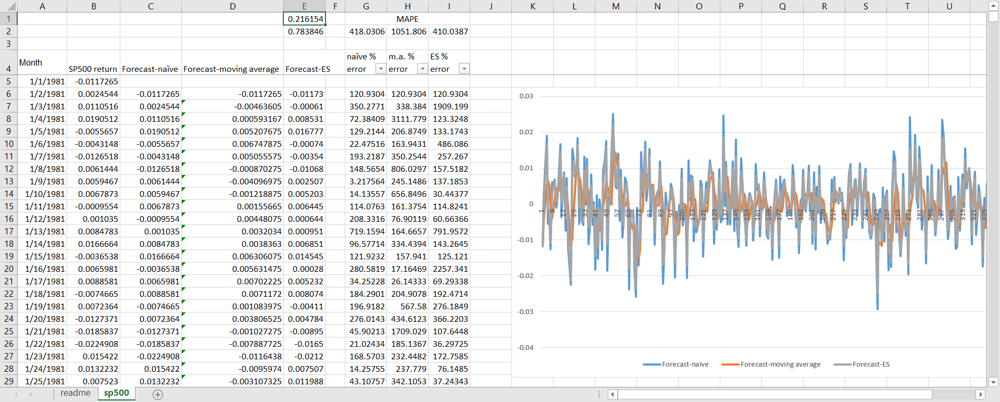 A B C D E F G H I J K L M N O P Q R S T U
1 0.216154 MAPE
2 0.783846 418.0306 1051.806 410.0387
3
naïve % m.a. % ES %
4 Month SP500 return Forecast-naïve Forecast-moving average Forecast-ES error error error
5 1/1/1981 -0.0117265
6 1/2/1981 0.0024544 -0.0117265 -0.0117265 -0.01173 120.9304 120.9304 120.9304
7 1/3/1981 0.0110516 0.0024544 -0.00463605 -0.00061 350.2771 338.384 1909.199
8 1/4/1981 0.0190512 0.0110516 0.000593167 0.008531 72.38409 3111.779 123.3248
9 1/5/1981 -0.0055657 0.0190512 0.005207675 0.016777 129.2144 206.8749 133.1743
10 1/6/1981 -0.0043148 -0.0055657 0.006747875 -0.00074 22.47516 163.9431 486.086
11 1/7/1981 -0.0126518 -0.0043148 0.005055575 -0.00354 193.2187 350.2544 257.267
12 1/8/1981 0.0061444 -0.0126518 -0.000870275 -0.01068 148.5654 806.0297 157.5182
13 1/9/1981 0.0059467 0.0061444 -0.004096975 0.002507 3.217564 245.1486 137.1853
14 1/10/1981 0.0067873 0.0059467 -0.001218875 0.005203 14.13557 656.8496 30.44377
15 1/11/1981 -0.0009554 0.0067873 0.00155665 0.006445 114.0763 161.3754 114.8241
16 1/12/1981 0.001035 -0.0009554 0.00448075 0.000644 208.3316 76.90119 60.66366
17 1/13/1981 0.0084783 0.001035 0.0032034 0.000951 719.1594 164.6657 791.9572
18 1/14/1981 0.0166664 0.0084783 0.0038363 0.006851 96.57714 334.4394 143.2645
19 1/15/1981 -0.0036538 0.0166664 0.006306075 0.014545 121.9232 157.941 125.121
20 1/16/1981 0.0065981 -0.0036538 0.005631475 0.00028 280.5819 17.16469 2257.341
21 1/17/1981 0.0088581 0.0065981 0.00702225 0.005232 34.25228 26.14333 69.29338
22 1/18/1981 -0.0074665 0.0088581 0.0071172 0.008074 184.2901 204.9078 192.4714
23 1/19/1981 0.0072364 -0.0074665 0.001083975 -0.00411 196.9182 567.58 276.1849
24 1/20/1981 -0.0127371 0.0072364 0.003806525 0.004784 276.0143 434.6123 366.2203
25 1/21/1981 -0.0185837 -0.0127371 -0.001027275 -0.00895 45.90213 1709.029 107.6448
26 1/22/1981 -0.0224908 -0.0185837 -0.007887725 -0.0165 21.02434 185.1367 36.29725
27 1/23/1981 0.015422 -0.0224908 -0.0116438 -0.0212 168.5703 232.4482 172.7585
28 1/24/1981 0.0132232 0.015422 -0.0095974 0.007507 14.25755 237.779 76.1485
29 1/25/1981 0.007523 0.0132232 -0.003107325 0.011988 43.10757 342.1053 37.24343
0.03
0.02
0.01
0
1 9 17 25 33 41 49 57 65 73 81 89 97 105 113 121 129 137 145 153 161 169 177 185 193 201 209 217 225 233 241 249 257 265 273 281 289 297 305 313 321 329
-0.01
-0.02
-0.03
-0.04
Forecast-naïve Forecast-moving average Forecast-ES
readme sp500